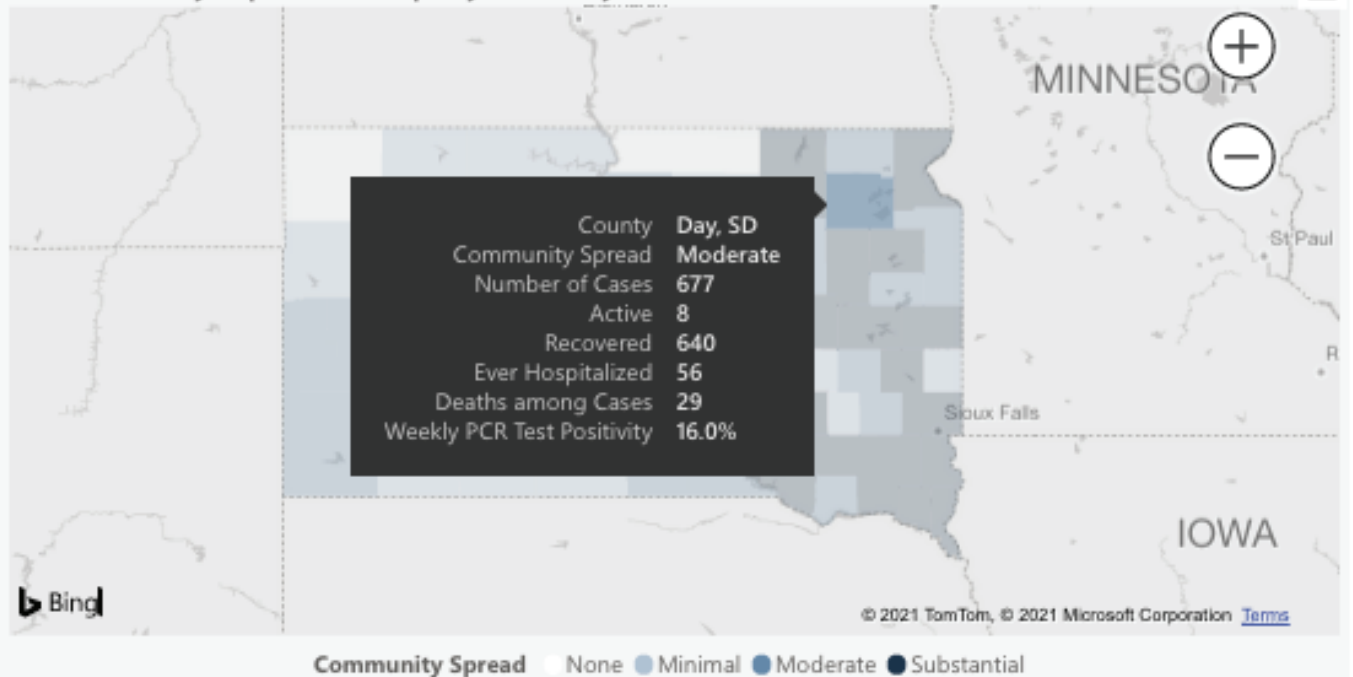 MINNESOTA
County Day, SD
Community Spread Moderate
Number of Cases 677
Active 8
Recovered 640
Ever Hospitalized 56
Deaths among Cases 29
Weekly PCR Test Positivity 16.0%
St Paul
R
Sioux Falls
IOWA
Bing
© 2021 TomTom, © 2021 Microsoft Corporation Terms
Community Spread None Minimal Moderate Substantial